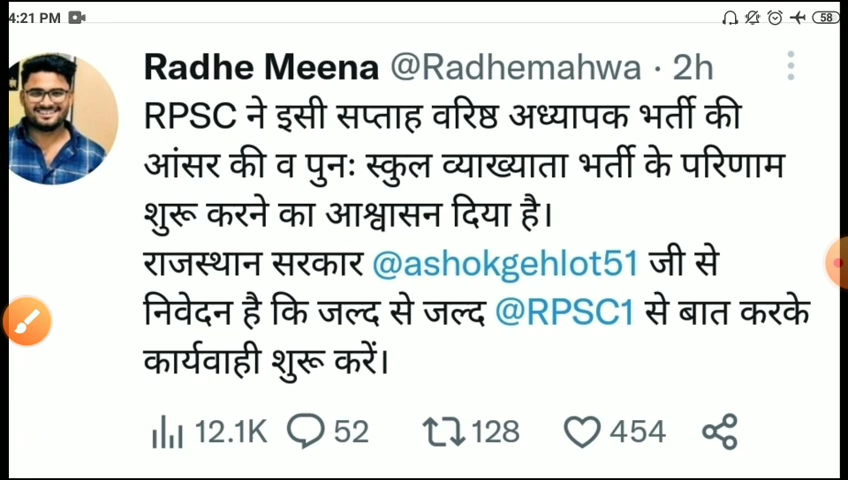 4:21 PM
58
Radhe Meena @Radhemahwa · 2h
RPSC ने इसी सप्ताह वरिष्ठ अध्यापक भर्ती की
आंसर की व पुनः स्कुल व्याख्याता भर्ती के परिणाम
शुरू करने का आश्वासन दिया है।
राजस्थान सरकार @ashokgehlot51 जी से
निवेदन है कि जल्द से जल्द @RPSC1 से बात करके
कार्यवाही शुरू करें।
12.1K 52 128 454